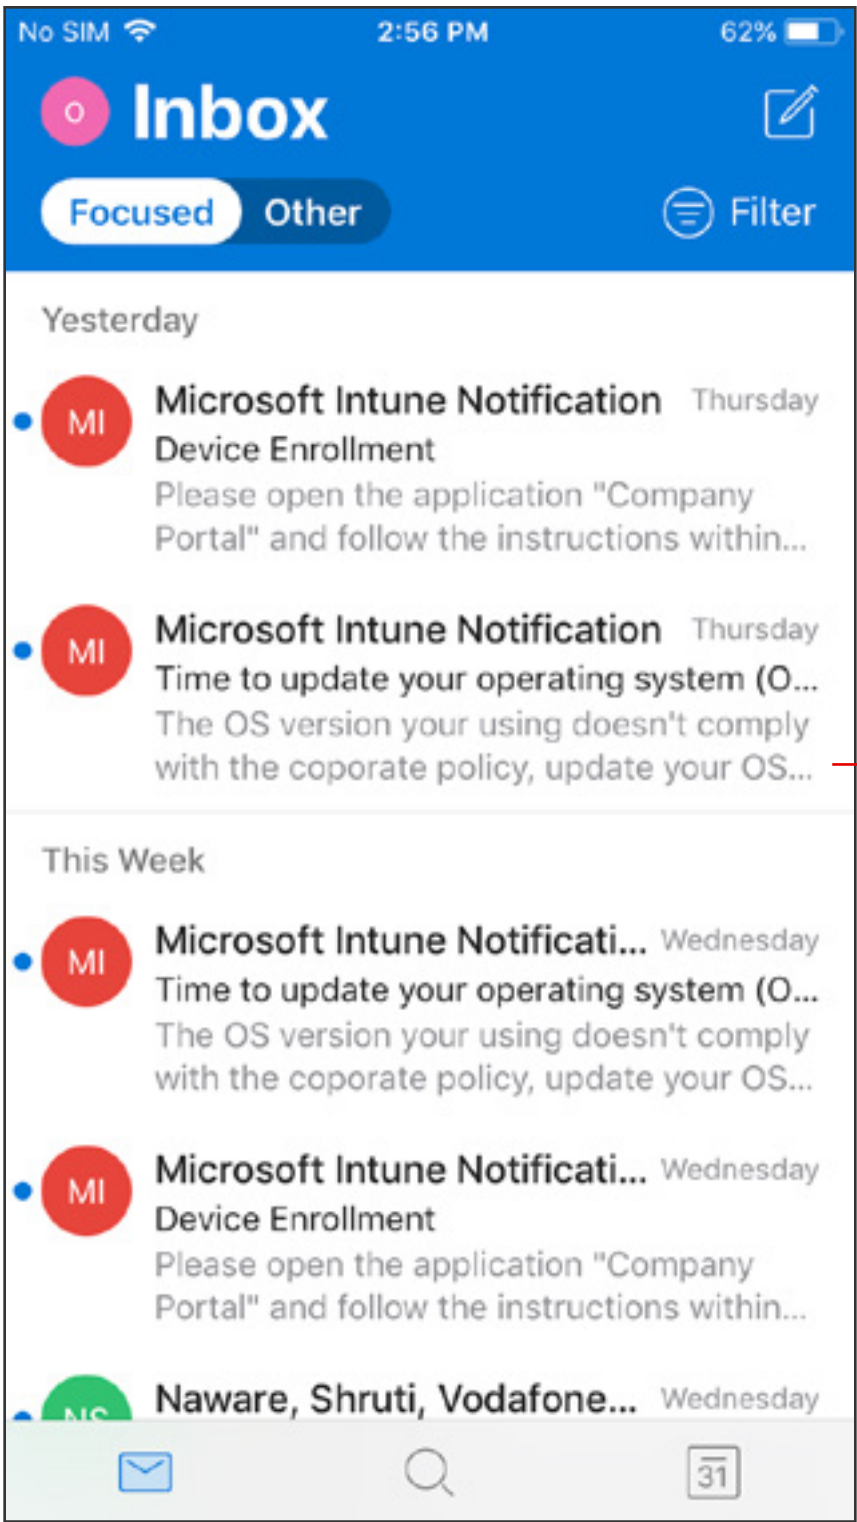 No SIM 2:56 PM 62%
O Inbox
Focused Other Filter
Yesterday
MI
Microsoft Intune Notification Thursday
Device Enrollment
Please open the application "Company
Portal" and follow the instructions within...
MI
Microsoft Intune Notification Thursday
Time to update your operating system (O...
The OS version your using doesn't comply
with the coporate policy, update your OS...
This Week
MI
Microsoft Intune Notificati... Wednesday
Time to update your operating system (O...
The OS version your using doesn't comply
with the coporate policy, update your OS...
MI
Microsoft Intune Notificati... Wednesday
Device Enrollment
Please open the application "Company
Portal" and follow the instructions within...
NS
Naware, Shruti, Vodafone... Wednesday
31